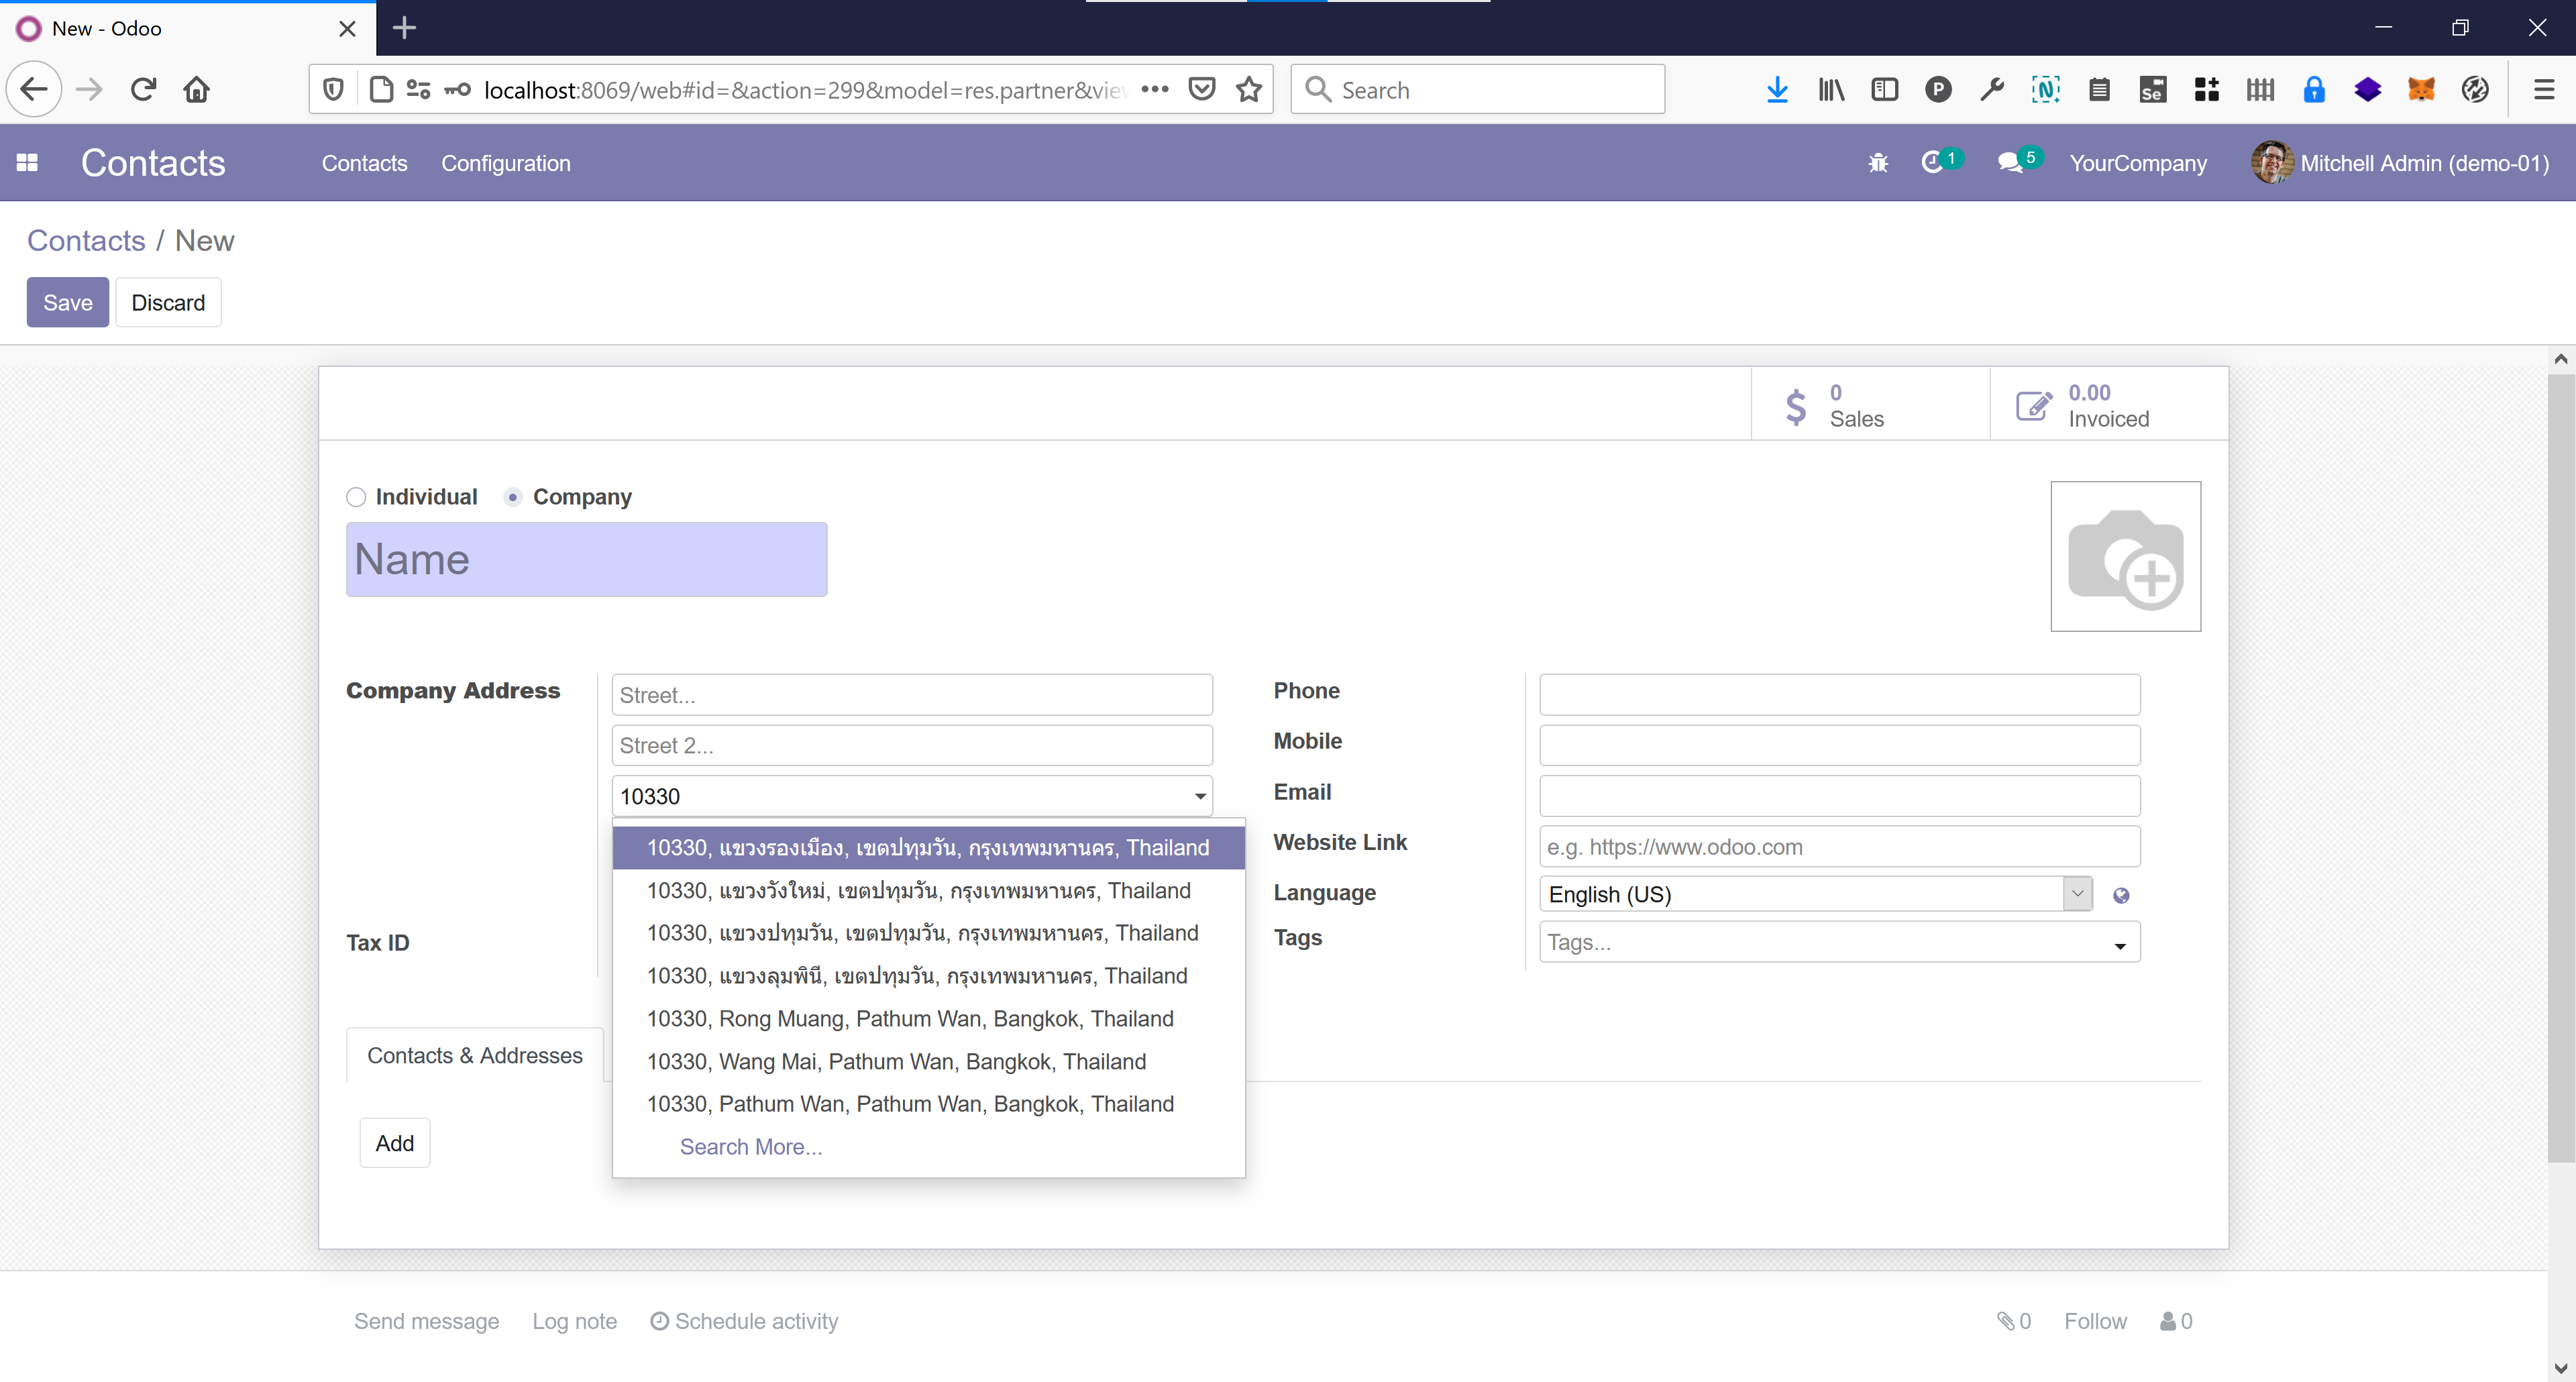 New - Odoo
localhost:8069/web#id=&action=299&model=res.partner&vie
Search
Contacts
Contacts
Configuration
1
5
YourCompany
Mitchell Admin (demo-01)
Contacts / New
Save
Discard
0
Sales
0.00
Invoiced
Individual
Company
Name
Company Address
Street...
Street 2...
10330
10330, แขวงรองเมือง, เขตปทุมวัน, กรุงเทพมหานคร, Thailand
10330, แขวงวังใหม่, เขตปทุมวัน, กรุงเทพมหานคร, Thailand
10330, แขวงปทุมวัน, เขตปทุมวัน, กรุงเทพมหานคร, Thailand
10330, แขวงลุมพินี, เขตปทุมวัน, กรุงเทพมหานคร, Thailand
10330, Rong Muang, Pathum Wan, Bangkok, Thailand
10330, Wang Mai, Pathum Wan, Bangkok, Thailand
10330, Pathum Wan, Pathum Wan, Bangkok, Thailand
Search More...
Tax ID
Phone
Mobile
Email
Website Link
e.g. https://www.odoo.com
Language
English (US)
Tags
Tags...
Contacts & Addresses
Add
Send message
Log note
Schedule activity
0
Follow
0